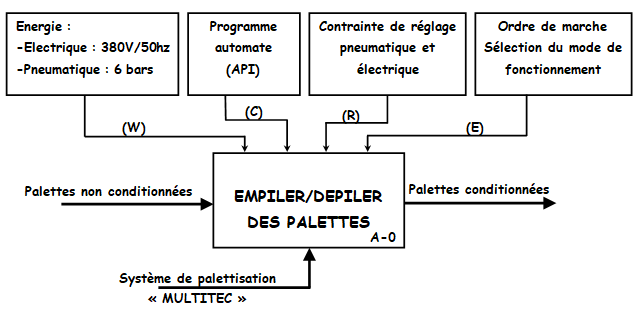 Energie :
-Electrique : 380V/50hz
-Pneumatique : 6 bars
Programme
automate
(API)
Contrainte de réglage
pneumatique et
électrique
Ordre de marche
Sélection du mode de
fonctionnement
(W)
(C)
(R)
(E)
Palettes non conditionnées
EMPILER/DEPILER
DES PALETTES
A-0
Palettes conditionnées
Système de palettisation
« MULTITEC »